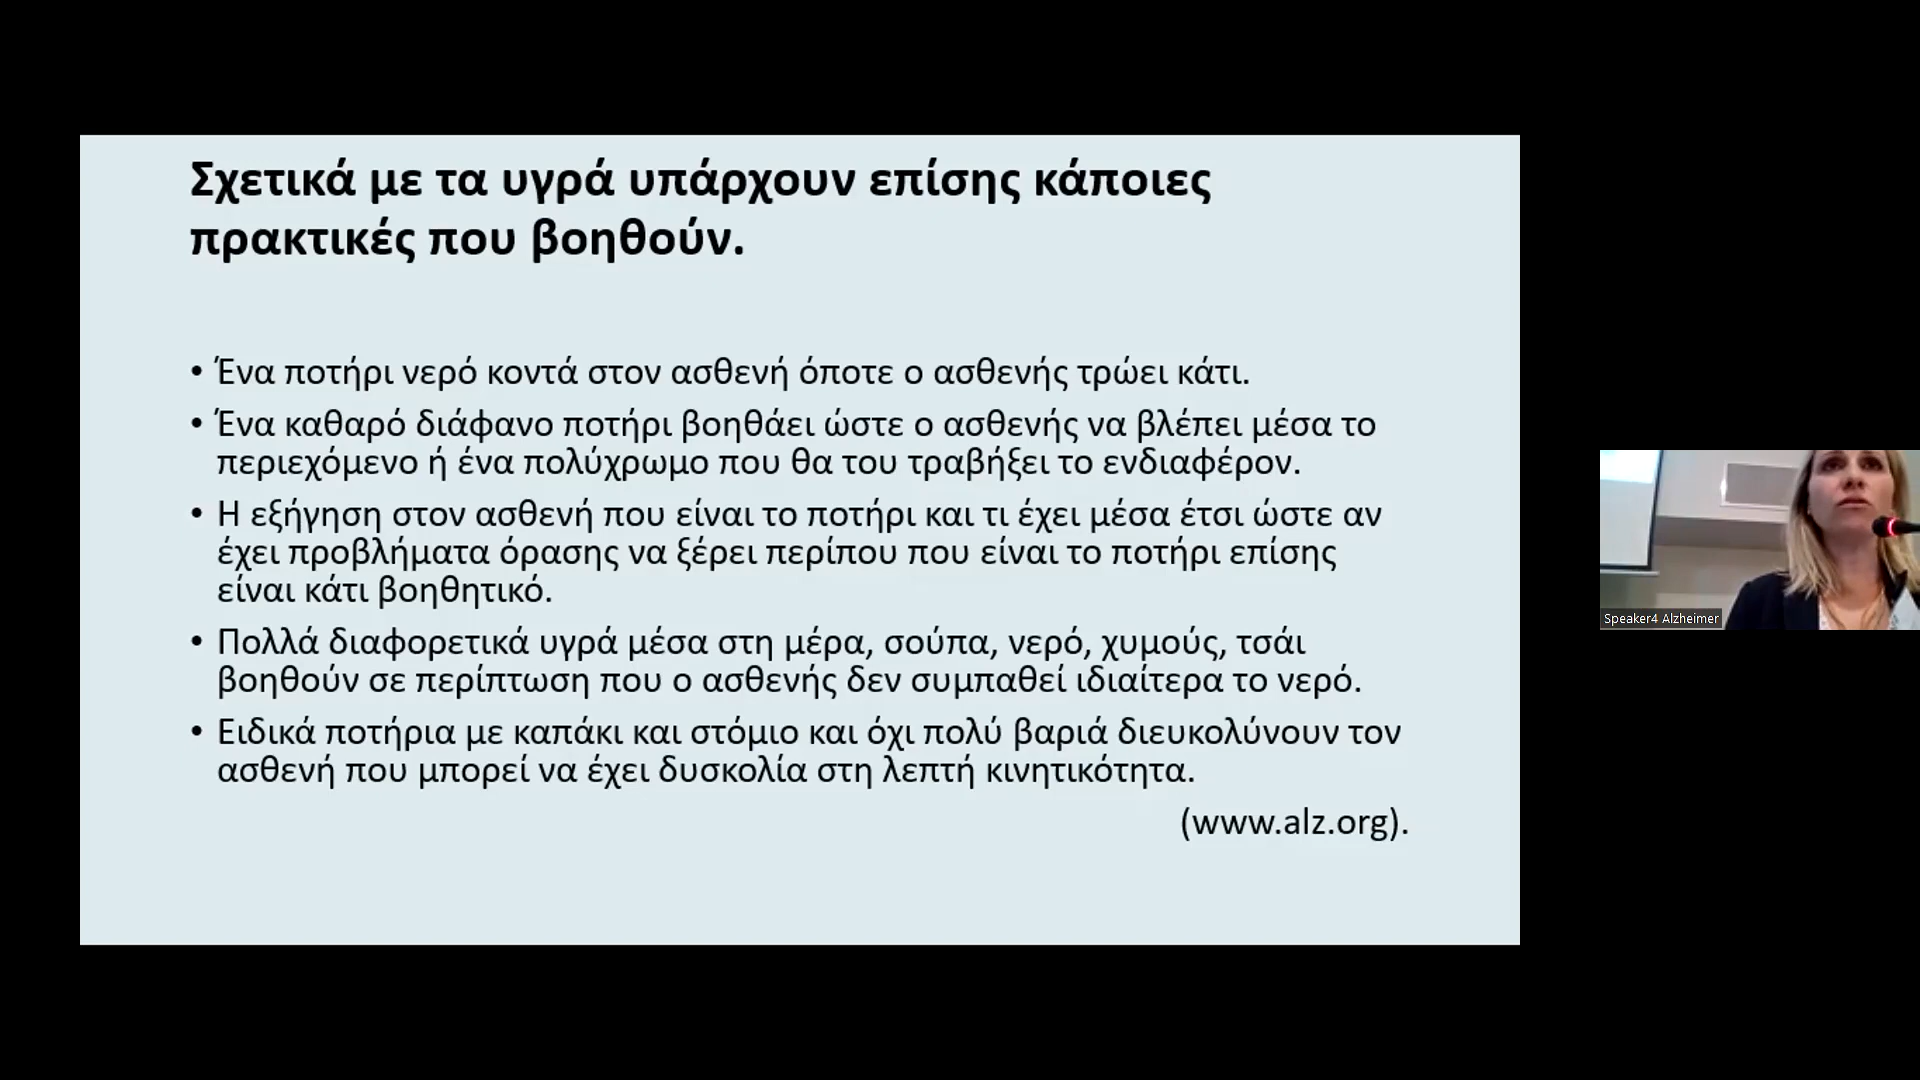 Σχετικά με τα υγρά υπάρχουν επίσης κάποιες
πρακτικές που βοηθούν.
• Ένα ποτήρι νερό κοντά στον ασθενή όποτε ο ασθενής τρώει κάτι.
• Ένα καθαρό διάφανο ποτήρι βοηθάει ώστε ο ασθενής να βλέπει μέσα το
περιεχόμενο ή ένα πολύχρωμο που θα του τραβήξει το ενδιαφέρον.
• Η εξήγηση στον ασθενή που είναι το ποτήρι και τι έχει μέσα έτσι ώστε αν
έχει προβλήματα όρασης να ξέρει περίπου που είναι το ποτήρι επίσης
είναι κάτι βοηθητικό.
• Πολλά διαφορετικά υγρά μέσα στη μέρα, σούπα, νερό, χυμούς, τσάι
βοηθούν σε περίπτωση που ο ασθενής δεν συμπαθεί ιδιαίτερα το νερό.
• Ειδικά ποτήρια με καπάκι και στόμιο και όχι πολύ βαριά διευκολύνουν τον
ασθενή που μπορεί να έχει δυσκολία στη λεπτή κινητικότητα.
(www.alz.org).
Speaker4 Alzheimer